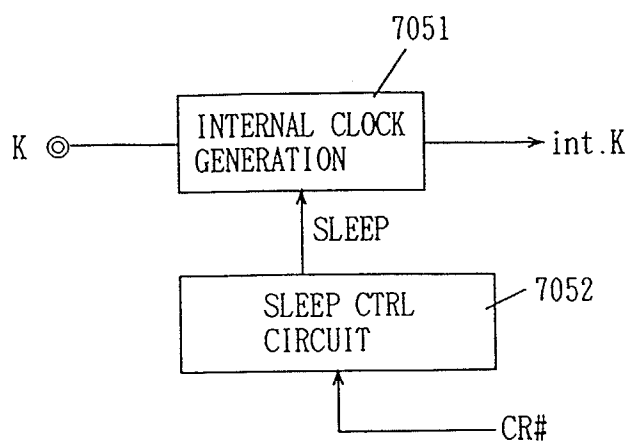 7051
K
INTERNAL CLOCK
GENERATION
int.K
SLEEP
7052
SLEEP CTRL
CIRCUIT
CR#